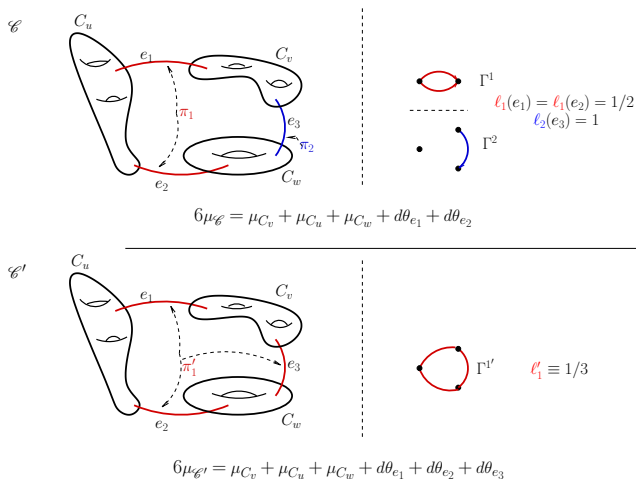 𝒞
C_u
C_v
e_1
π_1
e_3
π_2
e_2
C_w
Γ^1
ℓ_1(e_1) = ℓ_1(e_2) = 1/2
ℓ_2(e_3) = 1
Γ^2
6μ_𝒞 = μ_{C_v} + μ_{C_u} + μ_{C_w} + dθ_{e_1} + dθ_{e_2}
𝒞′
C_u
C_v
e_1
π′_1
e_3
e_2
C_w
Γ^{1′}
ℓ′_1 ≡ 1/3
6μ_{𝒞′} = μ_{C_v} + μ_{C_u} + μ_{C_w} + dθ_{e_1} + dθ_{e_2} + dθ_{e_3}